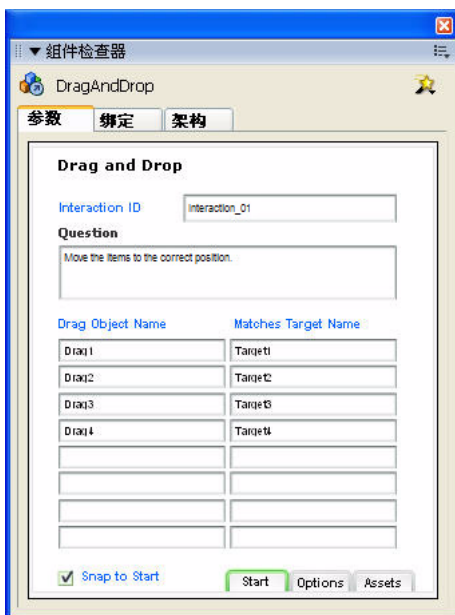 组件检查器
DragAndDrop
参数 绑定 架构
Drag and Drop
Interaction ID Interaction_01
Question
Move the items to the correct position.
Drag Object Name Matches Target Name
Drag1 Target1
Drag2 Target2
Drag3 Target3
Drag4 Target4
Snap to Start Start Options Assets